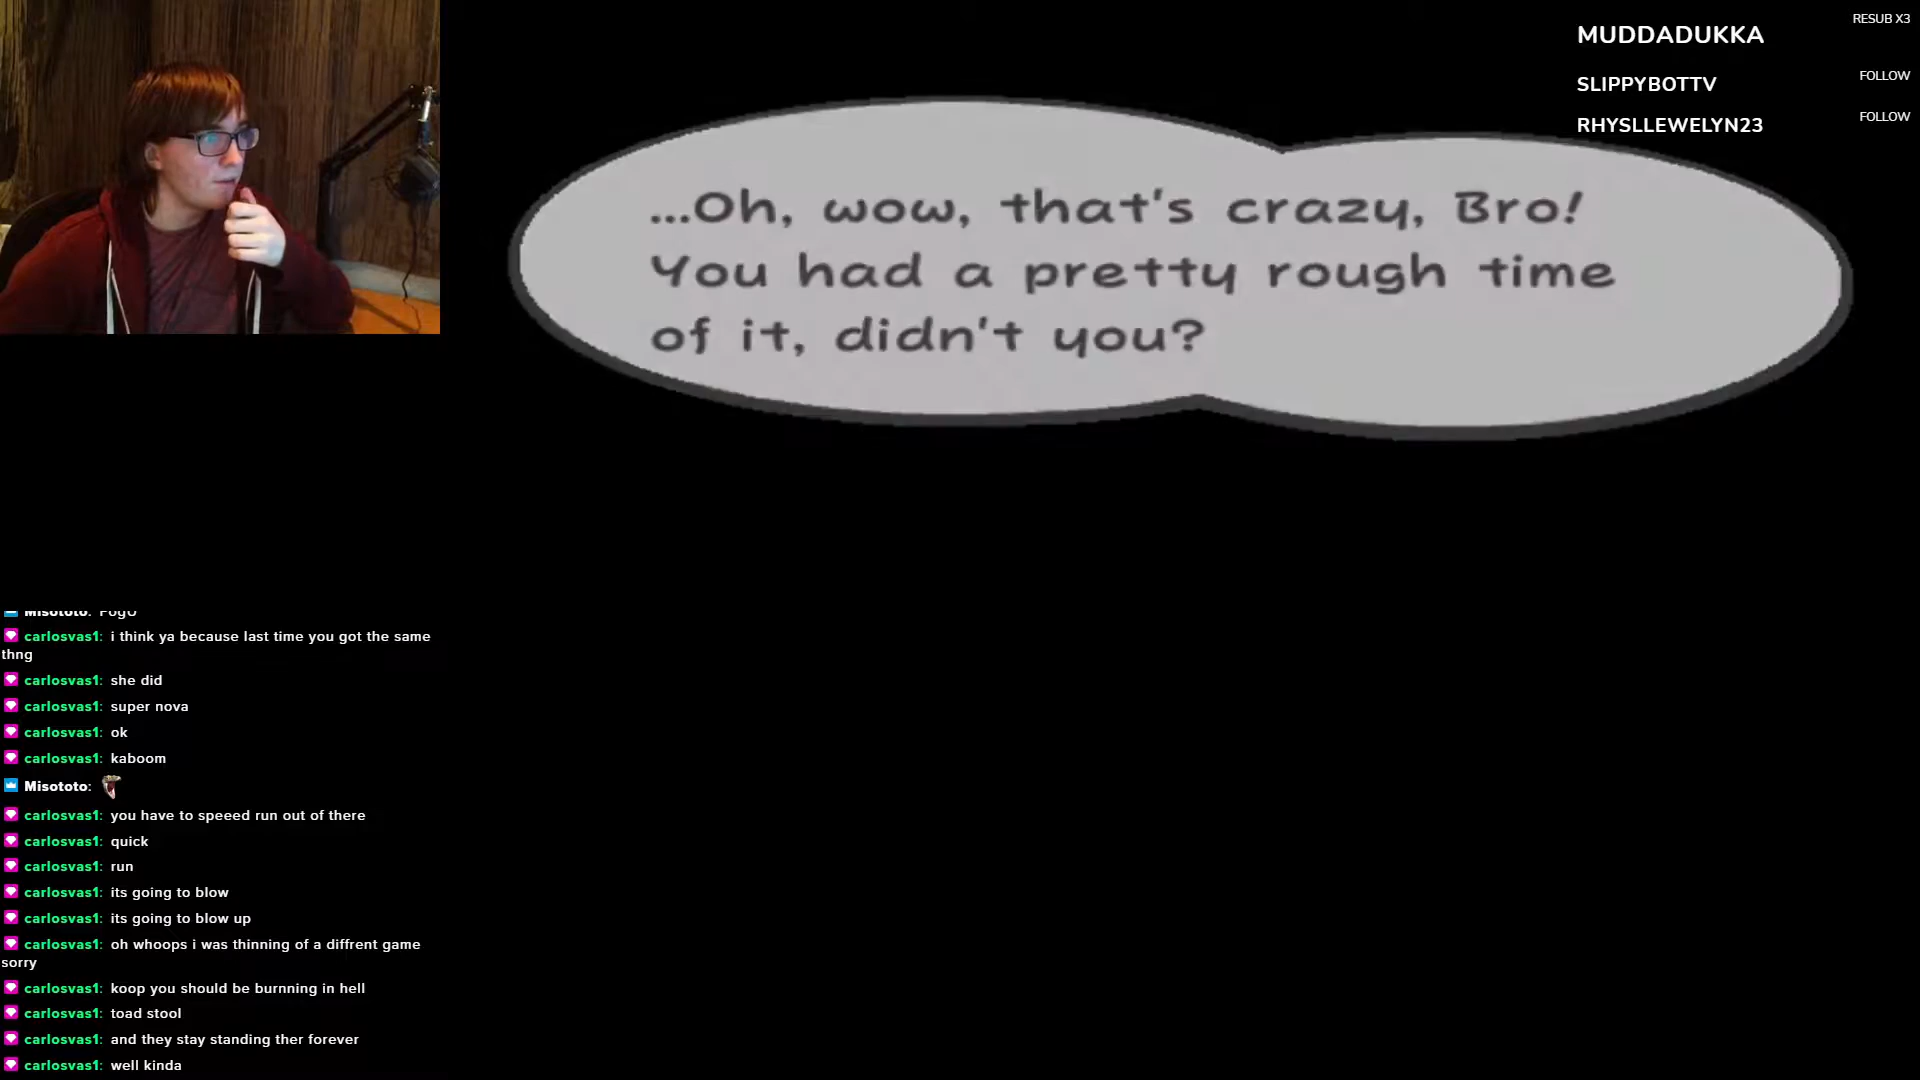 MUDDADUKKA RESUB X3
SLIPPYBOTTV FOLLOW
RHYSLLEWELYN23 FOLLOW
...Oh, wow, that's crazy, Bro!
You had a pretty rough time
of it, didn't you?
Misototo: PogU
carlosvas1: i think ya because last time you got the same
thng
carlosvas1: she did
carlosvas1: super nova
carlosvas1: ok
carlosvas1: kaboom
Misototo:
carlosvas1: you have to speeed run out of there
carlosvas1: quick
carlosvas1: run
carlosvas1: its going to blow
carlosvas1: its going to blow up
carlosvas1: oh whoops i was thinning of a diffrent game
sorry
carlosvas1: koop you should be burnning in hell
carlosvas1: toad stool
carlosvas1: and they stay standing ther forever
carlosvas1: well kinda